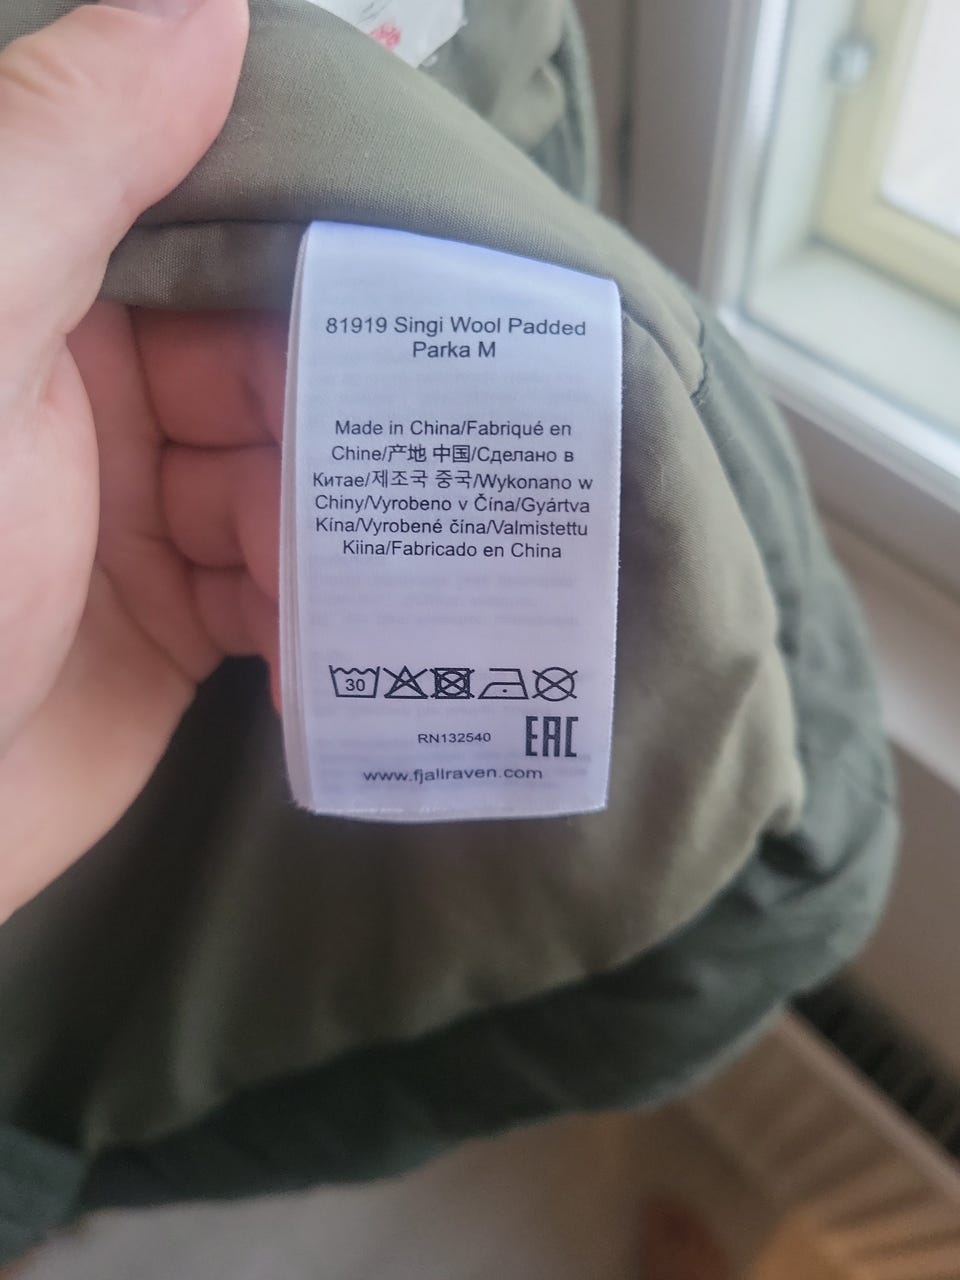 81919 Singi Wool Padded
Parka M
Made in China/Fabriqué en
Chine/产地 中国/Сделано в
Китае/제조국 중국/Wykonano w
Chiny/Vyrobeno v Čína/Gyártva
Kína/Vyrobené čína/Valmistettu
Kiina/Fabricado en China
30
RN132540
EAC
www.fjallraven.com